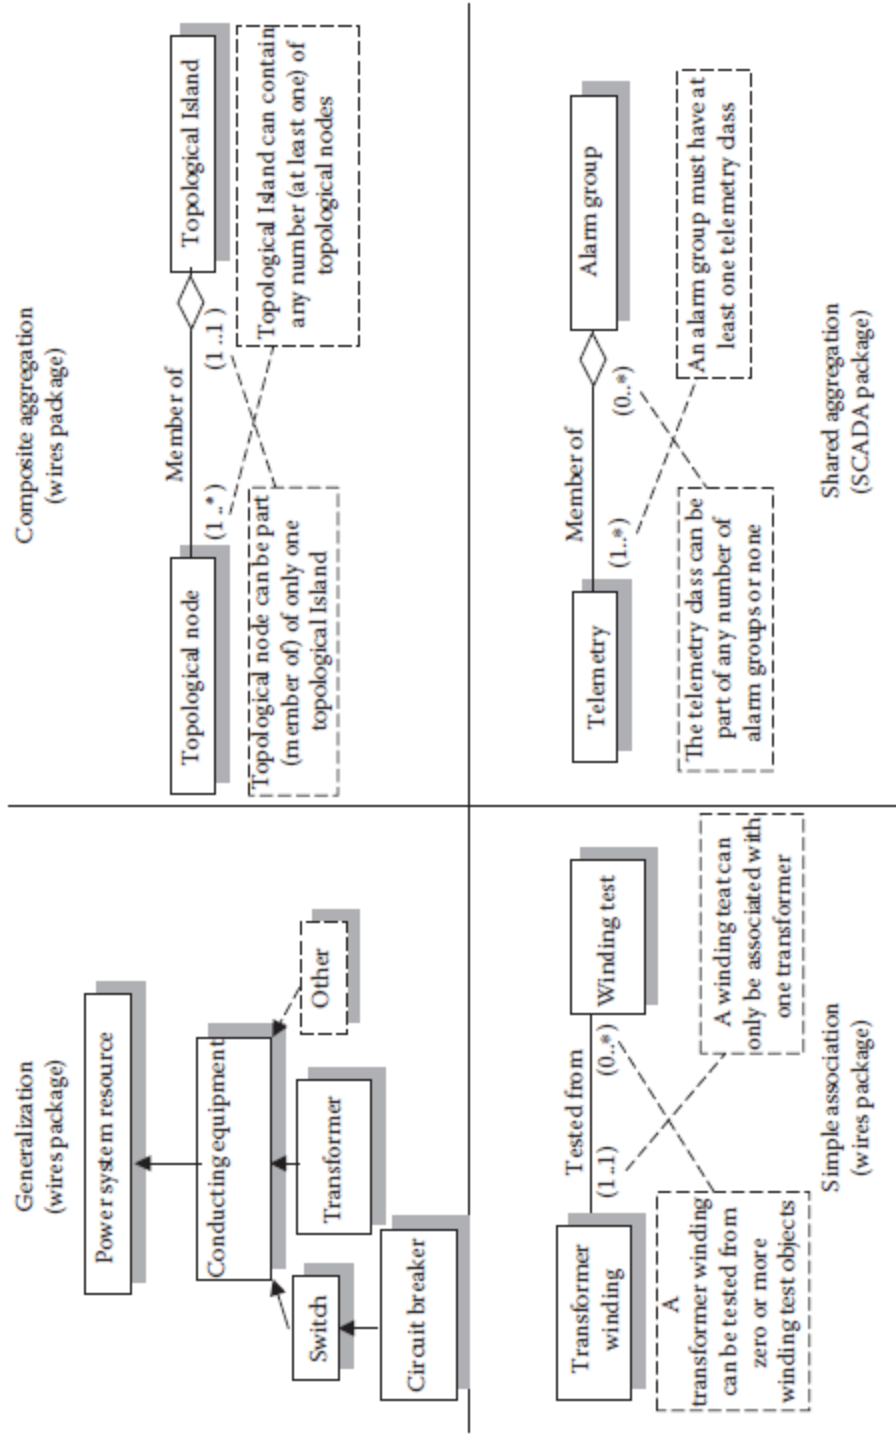 Generalization
(wires package)
Power system resource
Conducting equipment
Other
Transformer
Switch
Circuit breaker
Composite aggregation
(wires package)
Topological node
Member of
Topological Island
(1..*)
(1..1)
Topological node can be part
(member of) of only one
topological Island
Topological Island can contain
any number (at least one) of
topological nodes
Transformer
winding
Tested from
Winding test
(1..1)
(0..*)
A
transformer winding
can be tested from
zero or more
winding test objects
A winding teat can
only be associated with
one transformer
Simple association
(wires package)
Telemetry
Member of
Alarm group
(1..*)
(0..*)
The telemetry dass can be
part of any number of
alarm groups or none
An alarm group must have at
least one telemetry dass
Shared aggregation
(SCADA package)